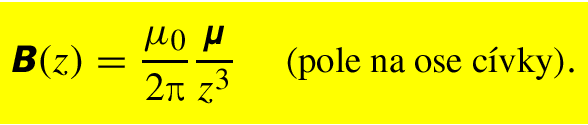 B(z) = μ₀/2π μ/z³ (pole na ose cívky).